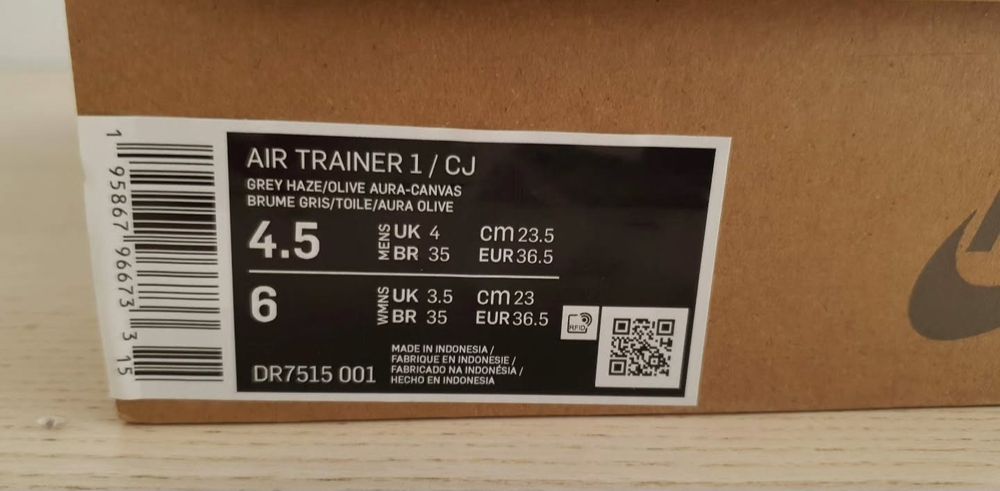 AIR TRAINER 1 / CJ
GREY HAZE/OLIVE AURA-CANVAS
BRUME GRIS/TOILE/AURA OLIVE
4.5 MENS UK 4 cm 23.5
BR 35 EUR 36.5
6 WMNS UK 3.5 cm 23
BR 35 EUR 36.5
RFID
DR7515 001
MADE IN INDONESIA /
FABRIQUE EN INDONESIE /
FABRICADO NA INDONÉSIA /
HECHO EN INDONESIA
1 95867 96673 3 15